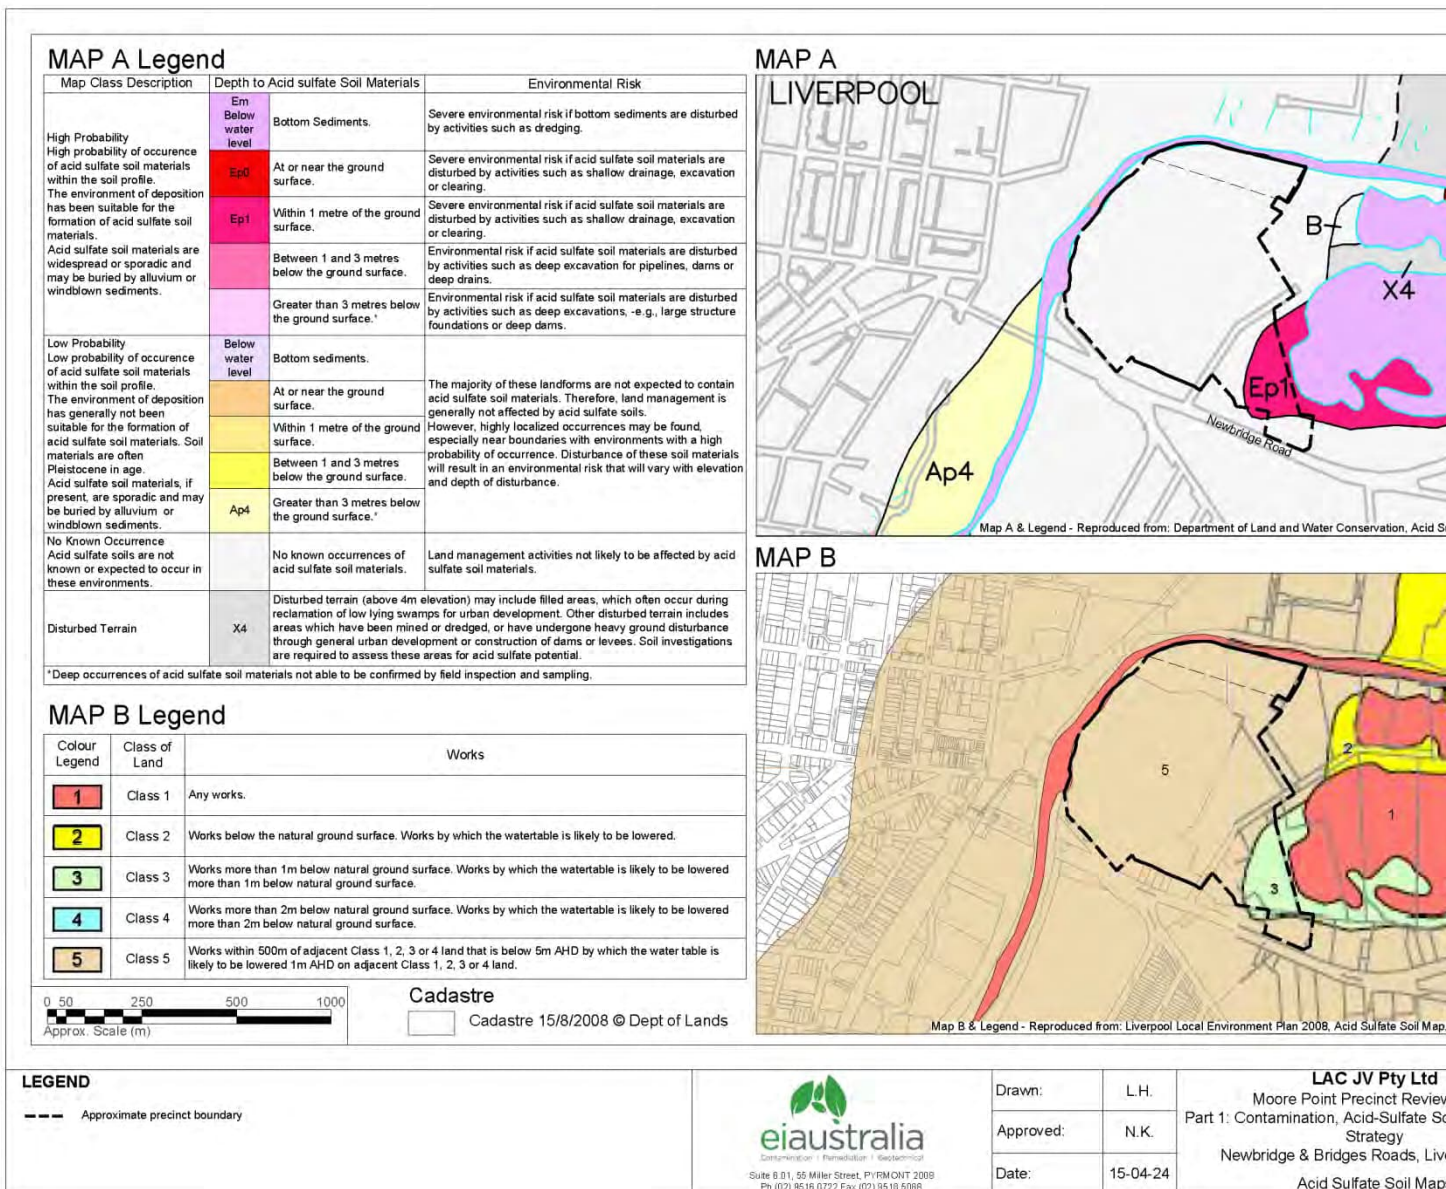 MAP A Legend
Map Class Description
Depth to Acid sulfate Soil Materials
Environmental Risk
High Probability
High probability of occurence
of acid sulfate soil materials
within the soil profile.
The environment of deposition
has been suitable for the
formation of acid sulfate soil
materials.
Acid sulfate soil materials are
widespread or sporadic and
may be buried by alluvium or
windblown sediments.
Em
Below
water
level
Bottom Sediments.
Severe environmental risk if bottom sediments are disturbed
by activities such as dredging.
Ep0
At or near the ground
surface.
Severe environmental risk if acid sulfate soil materials are
disturbed by activities such as shallow drainage, excavation
or clearing.
Ep1
Within 1 metre of the ground
surface.
Severe environmental risk if acid sulfate soil materials are
disturbed by activities such as shallow drainage, excavation
or clearing.
Between 1 and 3 metres
below the ground surface.
Environmental risk if acid sulfate soil materials are disturbed
by activities such as deep excavation for pipelines, dams or
deep drains.
Greater than 3 metres below
the ground surface.*
Environmental risk if acid sulfate soil materials are disturbed
by activities such as deep excavations, -e.g., large structure
foundations or deep dams.
Low Probability
Low probability of occurence
of acid sulfate soil materials
within the soil profile.
The environment of deposition
has generally not been
suitable for the formation of
acid sulfate soil materials. Soil
materials are often
Pleistocene in age.
Acid sulfate soil materials, if
present, are sporadic and may
be buried by alluvium or
windblown sediments.
Below
water
level
Bottom sediments.
At or near the ground
surface.
Within 1 metre of the ground
surface.
Between 1 and 3 metres
below the ground surface.
Ap4
Greater than 3 metres below
the ground surface.*
The majority of these landforms are not expected to contain
acid sulfate soil materials. Therefore, land management is
generally not affected by acid sulfate soils.
However, highly localized occurrences may be found,
especially near boundaries with environments with a high
probability of occurrence. Disturbance of these soil materials
will result in an environmental risk that will vary with elevation
and depth of disturbance.
No Known Occurrence
Acid sulfate soils are not
known or expected to occur in
these environments.
No known occurrences of
acid sulfate soil materials.
Land management activities not likely to be affected by acid
sulfate soil materials.
Disturbed Terrain
X4
Disturbed terrain (above 4m elevation) may include filled areas, which often occur during
reclamation of low lying swamps for urban development. Other disturbed terrain includes
areas which have been mined or dredged, or have undergone heavy ground disturbance
through general urban development or construction of dams or levees. Soil investigations
are required to assess these areas for acid sulfate potential.
*Deep occurrences of acid sulfate soil materials not able to be confirmed by field inspection and sampling.
MAP B Legend
Colour
Legend
Class of
Land
Works
1
Class 1
Any works.
2
Class 2
Works below the natural ground surface. Works by which the watertable is likely to be lowered.
3
Class 3
Works more than 1m below natural ground surface. Works by which the watertable is likely to be lowered
more than 1m below natural ground surface.
4
Class 4
Works more than 2m below natural ground surface. Works by which the watertable is likely to be lowered
more than 2m below natural ground surface.
5
Class 5
Works within 500m of adjacent Class 1, 2, 3 or 4 land that is below 5m AHD by which the water table is
likely to be lowered 1m AHD on adjacent Class 1, 2, 3 or 4 land.
0 50 250 500 1000
Approx. Scale (m)
Cadastre
Cadastre 15/8/2008 © Dept of Lands
MAP A
LIVERPOOL
B
X4
Ep1
Newbridge Road
Ap4
Map A & Legend - Reproduced from: Department of Land and Water Conservation, Acid S
MAP B
2
5
1
3
Map B & Legend - Reproduced from: Liverpool Local Environment Plan 2008, Acid Sulfate Soil Map,
LEGEND
Approximate precinct boundary
eiaustralia
Contamination | Remediation | Geotechnical
Suite 6.01, 55 Miller Street, PYRMONT 2009
Ph (02) 9516 0722 Fax (02) 9518 5088
Drawn:
L.H.
Approved:
N.K.
Date:
15-04-24
LAC JV Pty Ltd
Moore Point Precinct Review
Part 1: Contamination, Acid-Sulfate So
Strategy
Newbridge & Bridges Roads, Live
Acid Sulfate Soil Map